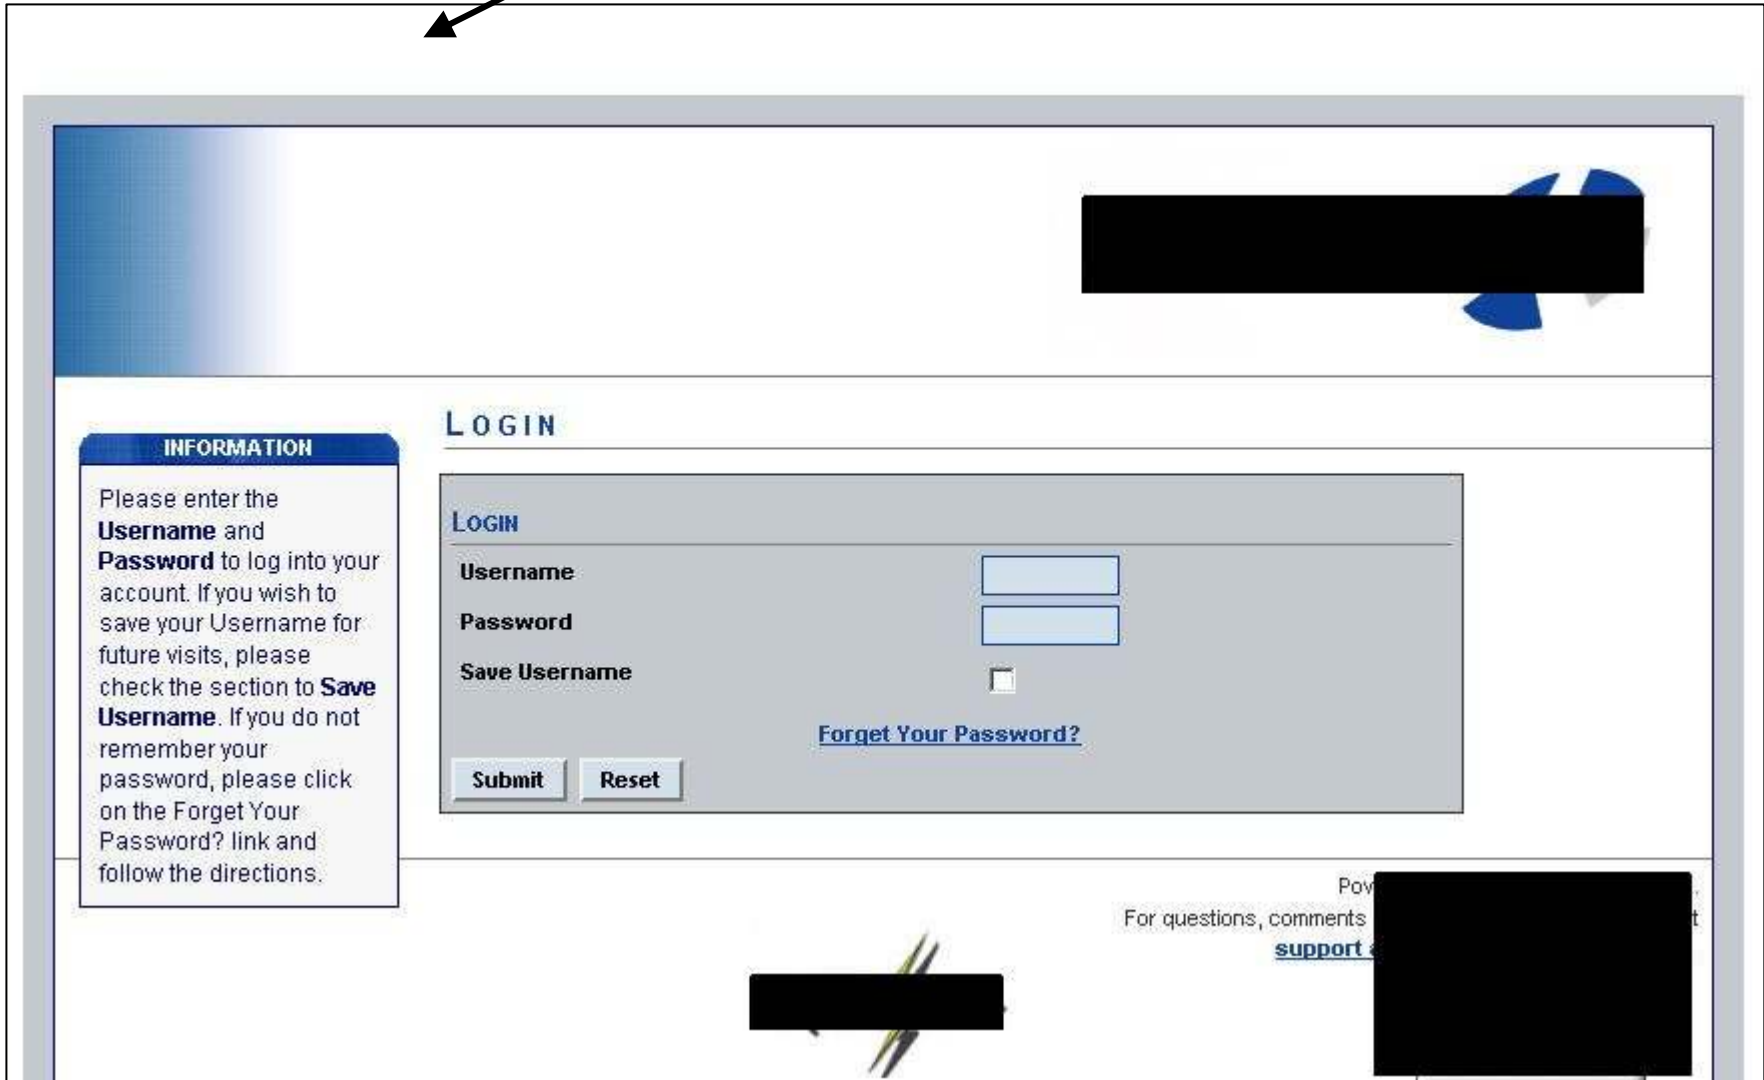 LOGIN
INFORMATION
Please enter the
Username and
Password to log into your
account. If you wish to
save your Username for
future visits, please
check the section to Save
Username. If you do not
remember your
password, please click
on the Forget Your
Password? link and
follow the directions.
LOGIN
Username
Password
Save Username
Forget Your Password?
Submit Reset
For questions, comments
support